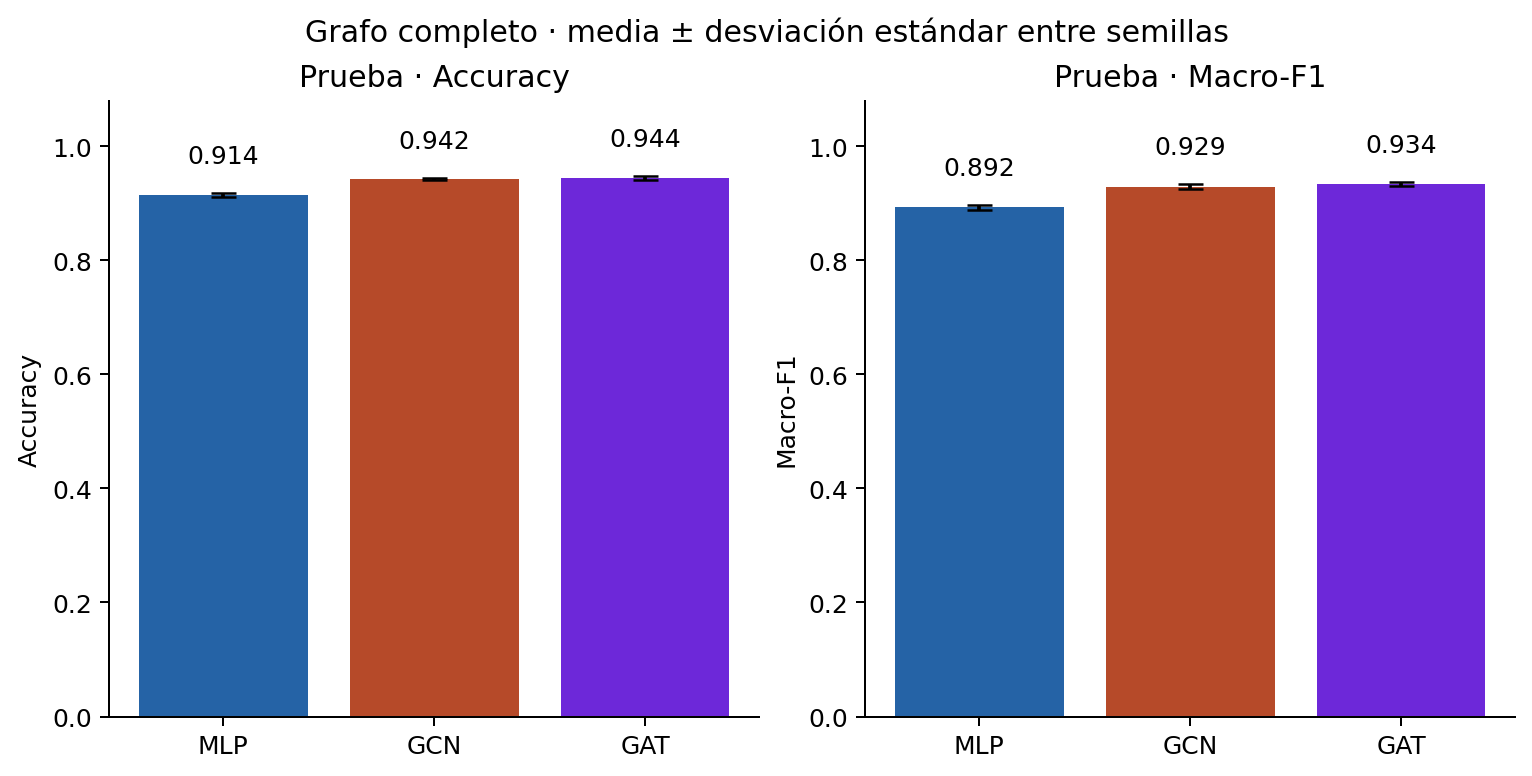 Grafo completo · media ± desviación estándar entre semillas
Prueba · Accuracy
Accuracy
1.0
0.8
0.6
0.4
0.2
0.0
0.914
0.942
0.944
MLP
GCN
GAT
Prueba · Macro-F1
Macro-F1
1.0
0.8
0.6
0.4
0.2
0.0
0.892
0.929
0.934
MLP
GCN
GAT